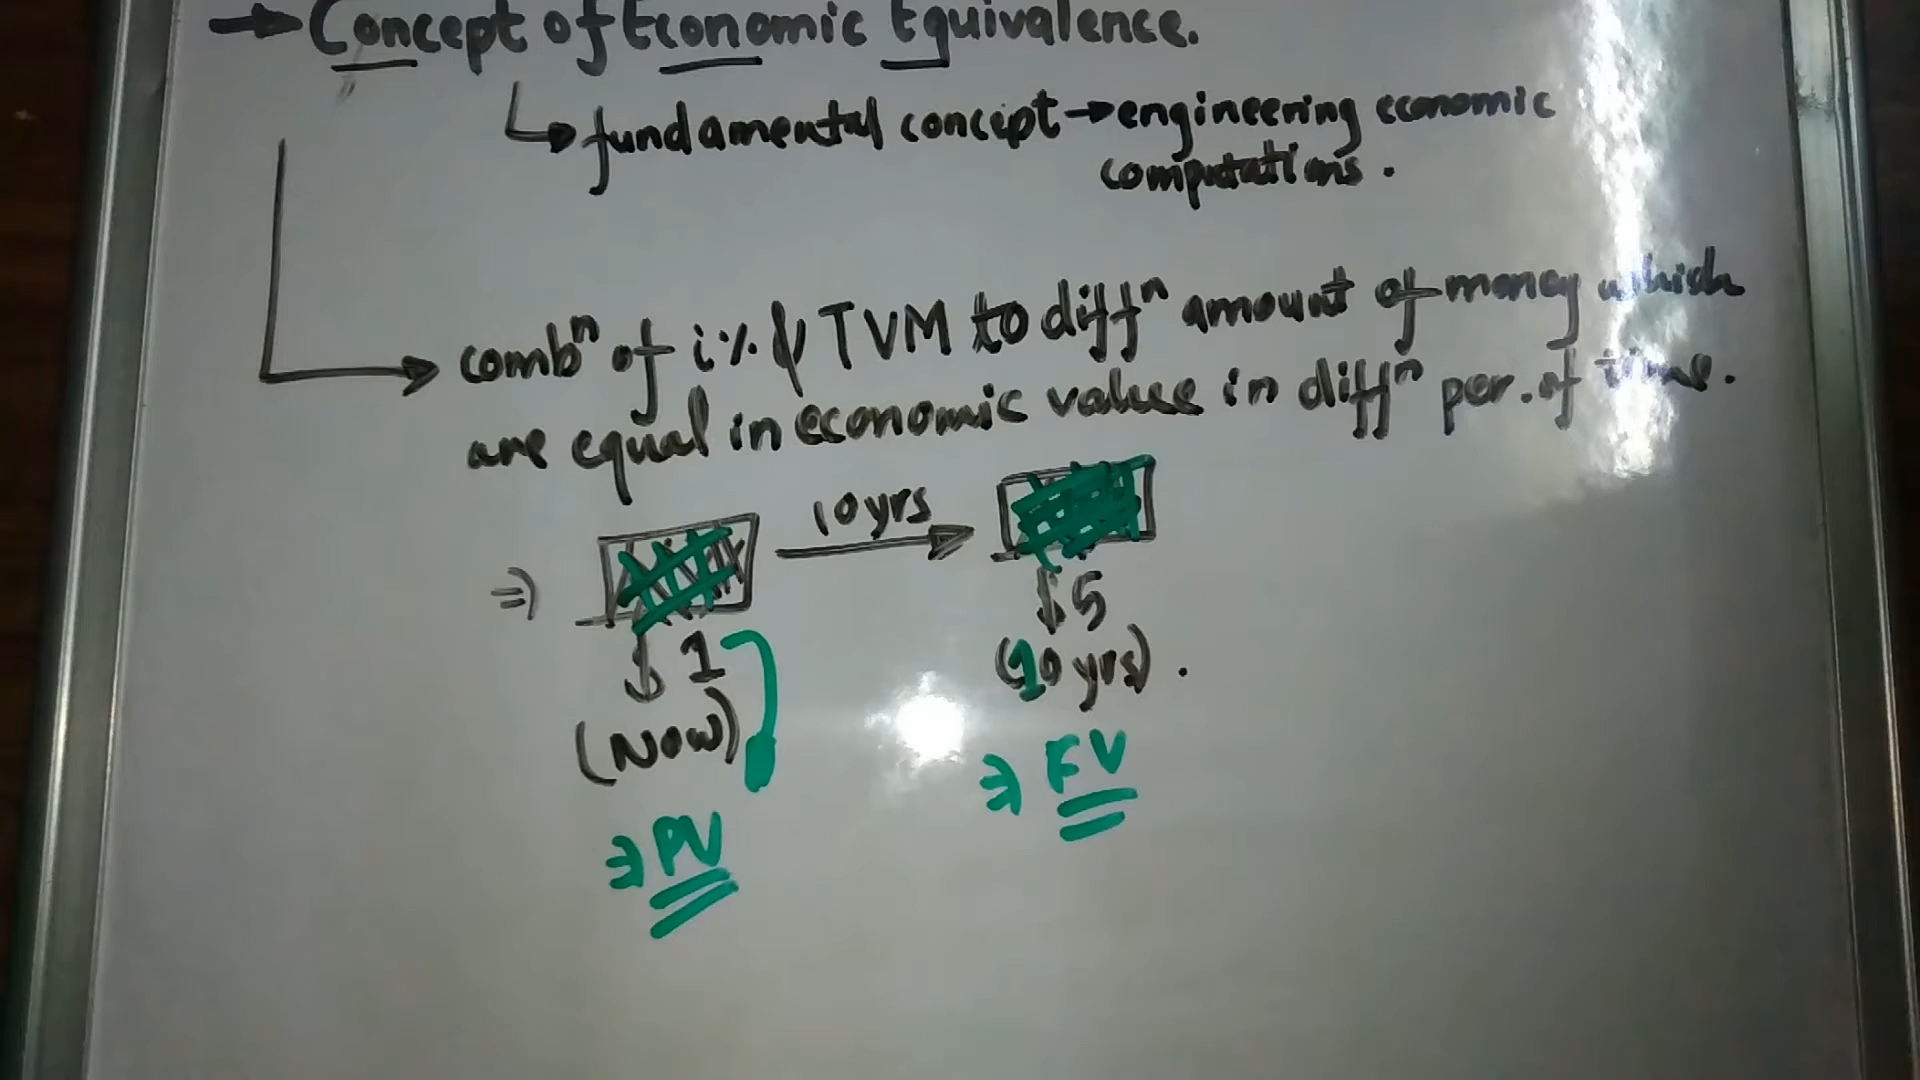 → Concept of Economic Equivalence.
↳ fundamental concept → engineering economic
computations.
→ combⁿ of i% & TVM to diffⁿ amount of money which
are equal in economic value in diffⁿ per. of time.
10 yrs
⇒ $ 1 $5
(Now) (10 yrs).
⇒ PV ⇒ FV